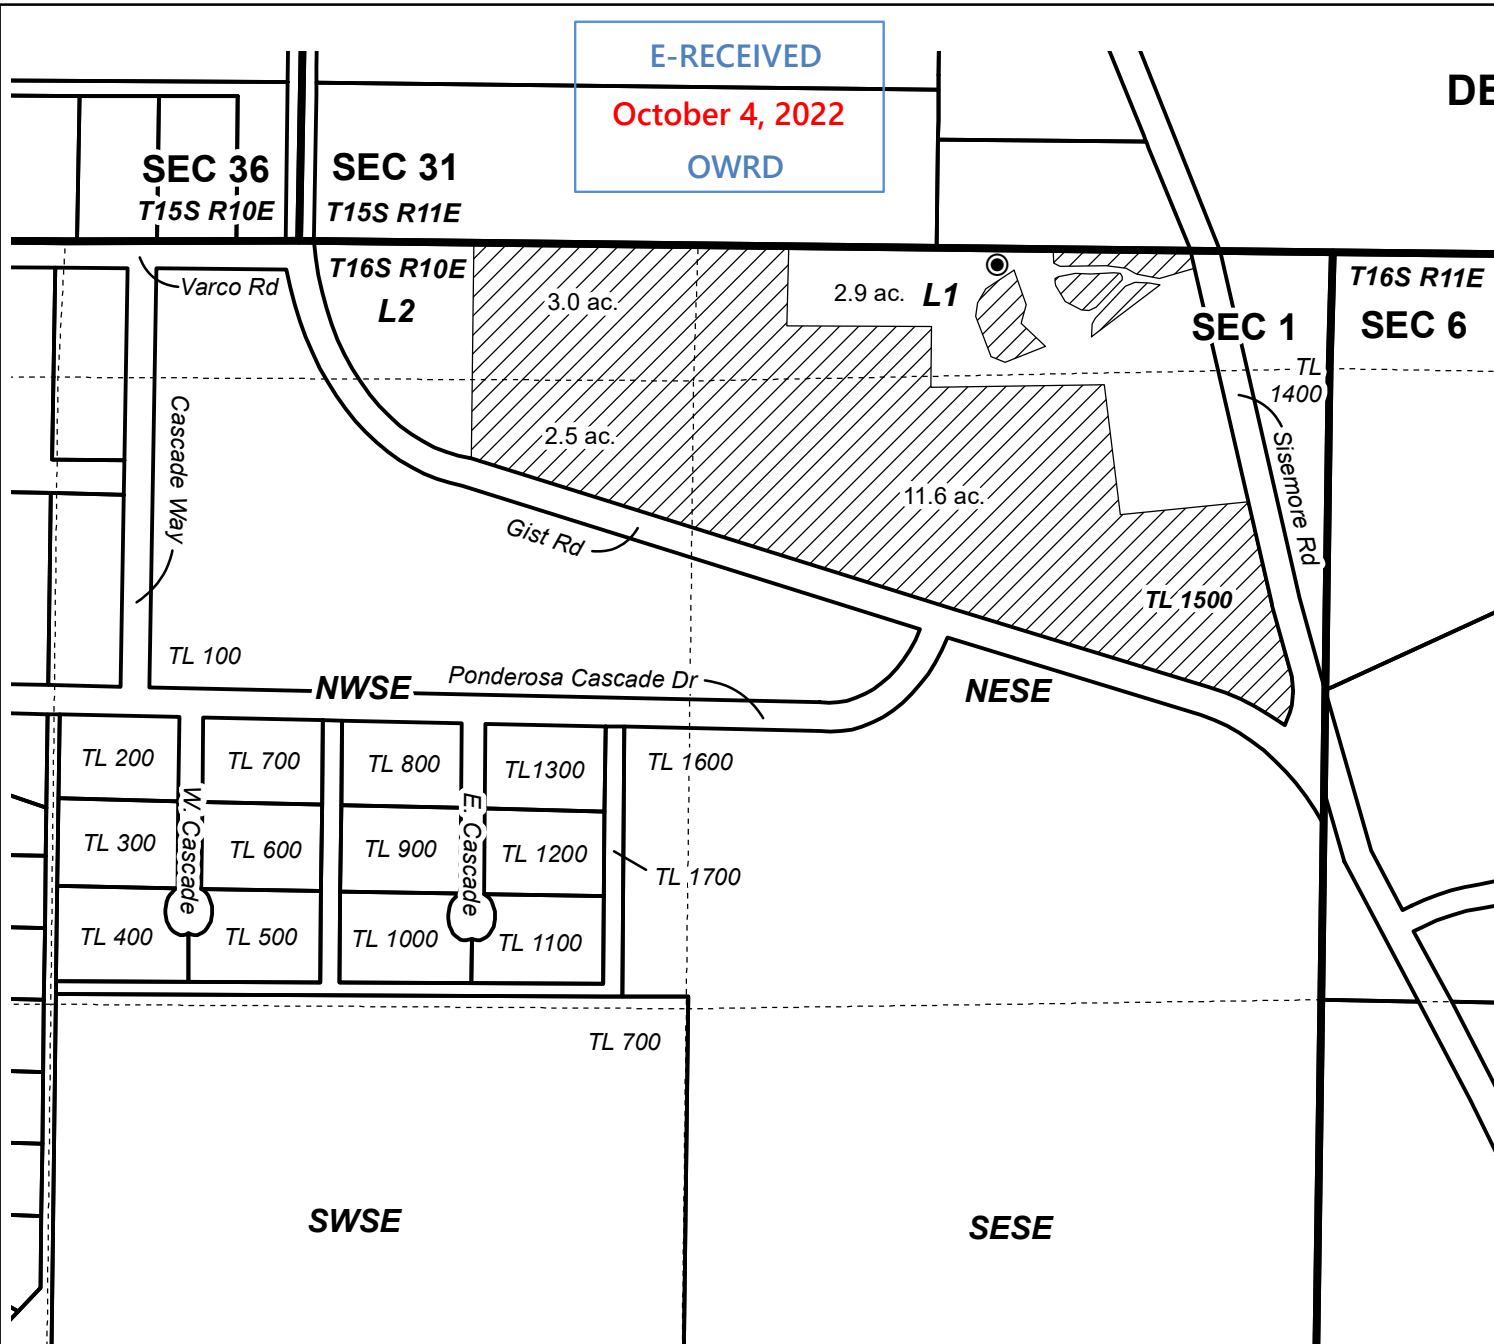 E-RECEIVED
October 4, 2022
OWRD
DE
SEC 36
T15S R10E
SEC 31
T15S R11E
T16S R10E
L2
Varco Rd
3.0 ac.
2.9 ac.
L1
SEC 1
T16S R11E
SEC 6
TL
1400
Cascade Way
2.5 ac.
11.6 ac.
Sisemore Rd
Gist Rd
TL 1500
TL 100
NWSE
Ponderosa Cascade Dr
NESE
TL 200
TL 700
TL 800
TL1300
TL 1600
W. Cascade
E. Cascade
TL 300
TL 600
TL 900
TL 1200
TL 1700
TL 400
TL 500
TL 1000
TL 1100
TL 700
SWSE
SESE